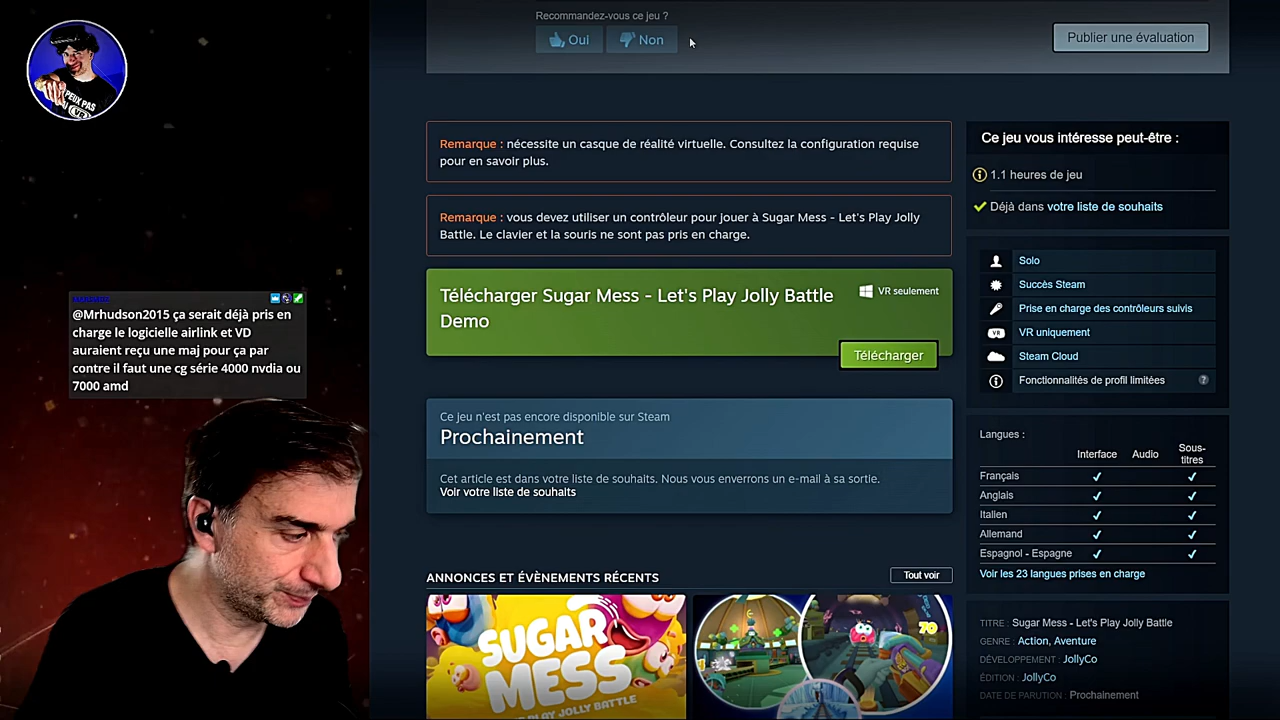 Recommandez-vous ce jeu ?
Oui
Non
Publier une évaluation
PEUX PAS
VR
Remarque : nécessite un casque de réalité virtuelle. Consultez la configuration requise
pour en savoir plus.
Remarque : vous devez utiliser un contrôleur pour jouer à Sugar Mess - Let's Play Jolly
Battle. Le clavier et la souris ne sont pas pris en charge.
Télécharger Sugar Mess - Let's Play Jolly Battle
Demo
VR seulement
Télécharger
@Mrhudson2015 ça serait déjà pris en
charge le logicielle airlink et VD
auraient reçu une maj pour ça par
contre il faut une cg série 4000 nvdia ou
7000 amd
Ce jeu n'est pas encore disponible sur Steam
Prochainement
Cet article est dans votre liste de souhaits. Nous vous enverrons un e-mail à sa sortie.
Voir votre liste de souhaits
ANNONCES ET ÉVÈNEMENTS RÉCENTS
Tout voir
SUGAR
MESS
PLAY JOLLY BATTLE
70
Ce jeu vous intéresse peut-être :
1.1 heures de jeu
Déjà dans votre liste de souhaits
Solo
Succès Steam
Prise en charge des contrôleurs suivis
VR
VR uniquement
Steam Cloud
Fonctionnalités de profil limitées
?
Langues :
Interface
Audio
Sous-
titres
Français
Anglais
Italien
Allemand
Espagnol - Espagne
Voir les 23 langues prises en charge
TITRE : Sugar Mess - Let's Play Jolly Battle
GENRE : Action, Aventure
DÉVELOPPEMENT : JollyCo
ÉDITION : JollyCo
DATE DE PARUTION : Prochainement